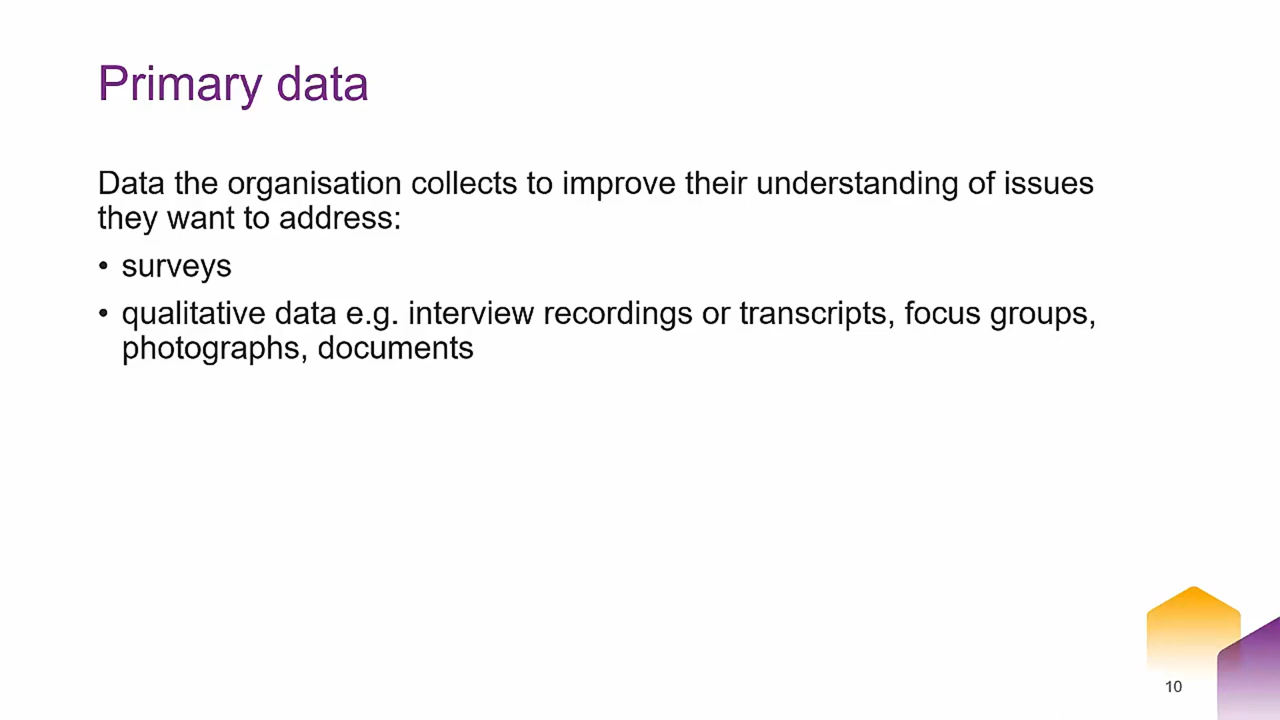 Primary data
Data the organisation collects to improve their understanding of issues
they want to address:
• surveys
• qualitative data e.g. interview recordings or transcripts, focus groups,
photographs, documents
10